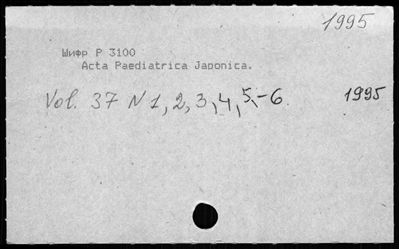 1995
Шифр P 3100
Acta Paediatrica Japonica.
Vol. 37 N 1, 2, 3, 4, 5,-6. 1995